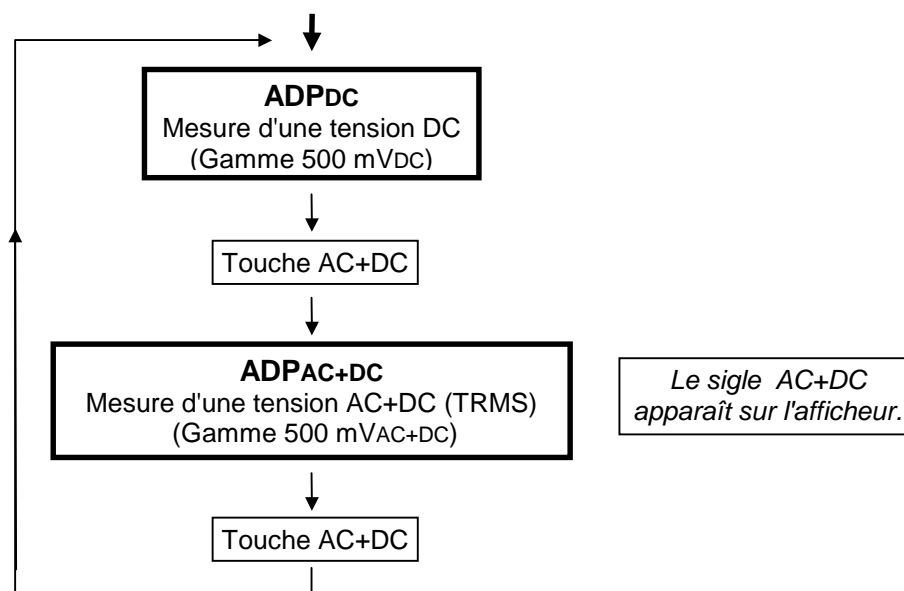 ADPDC
Mesure d'une tension DC
(Gamme 500 mVDC)
Touche AC+DC
ADPAC+DC
Mesure d'une tension AC+DC (TRMS)
(Gamme 500 mVAC+DC)
Le sigle AC+DC
apparaît sur l'afficheur.
Touche AC+DC